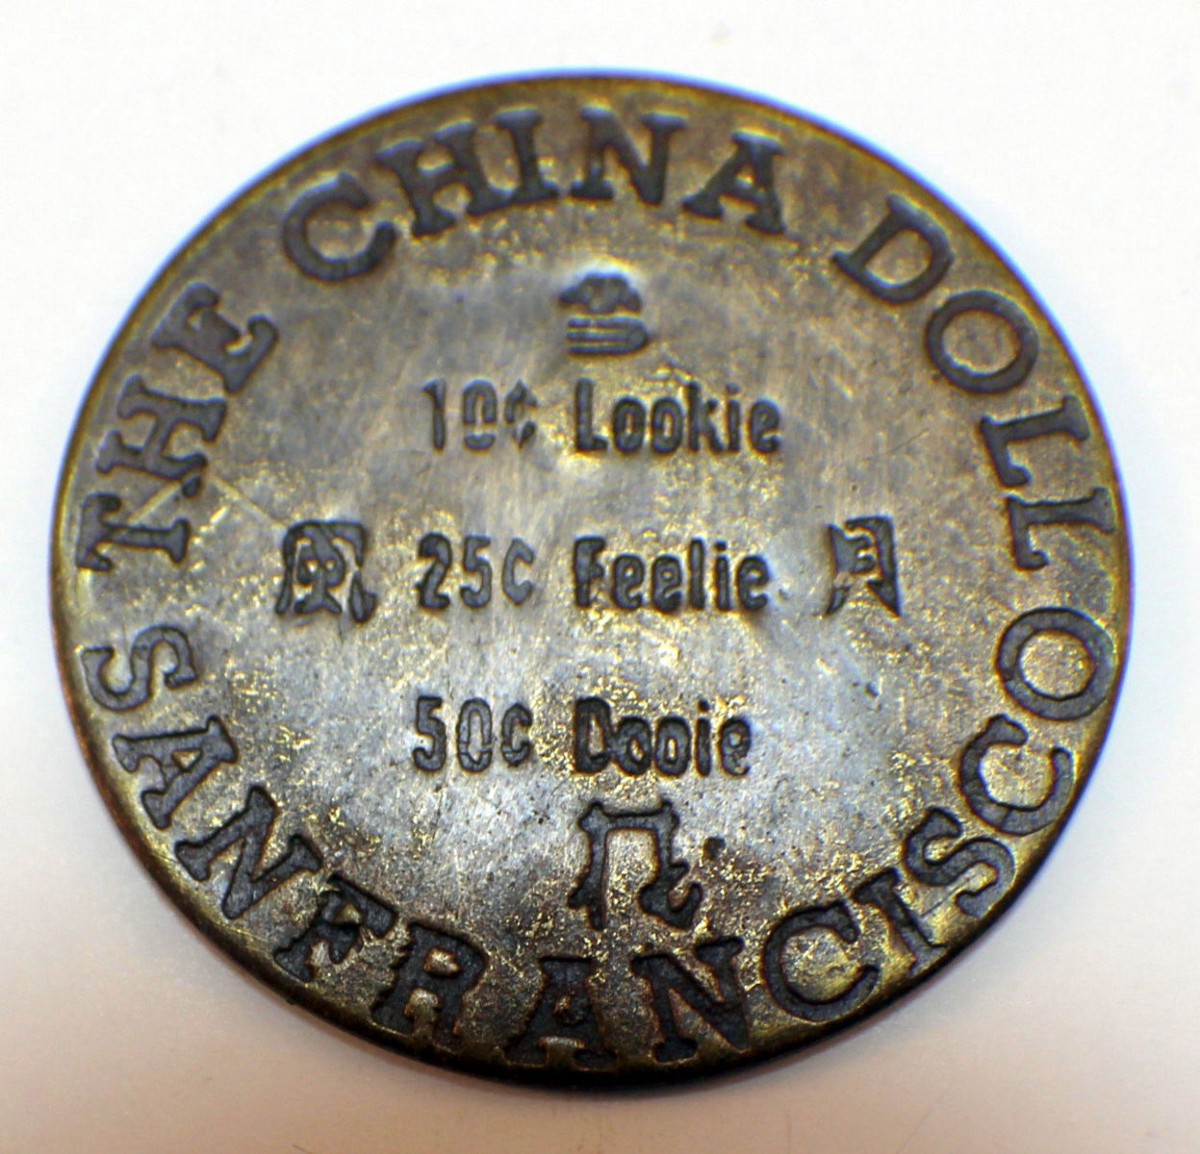 THE CHINA DOLL
10¢ Lookie
25¢ Feelie
50¢ Dooie
SAN FRANCISCO